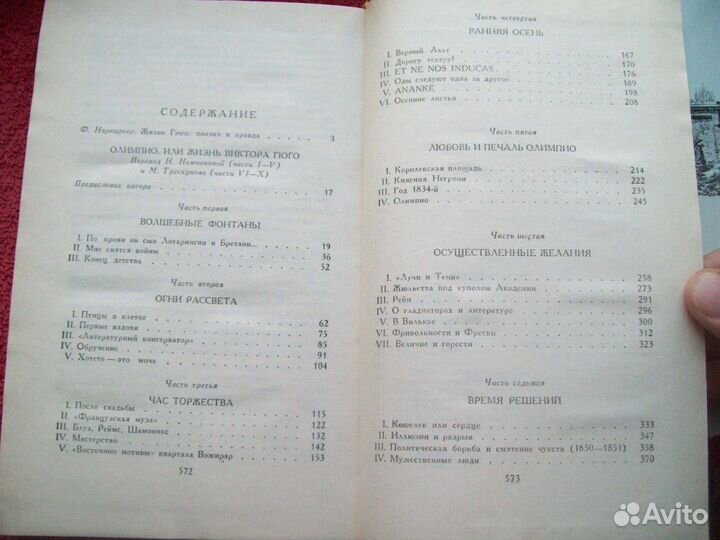 СОДЕРЖАНИЕ
Ф. Наркирьер. Жизнь Гюго: поэзия и правда . . . . . 3
ОЛИМПИО, ИЛИ ЖИЗНЬ ВИКТОРА ГЮГО
Перевод Н. Немчиновой (части I—V)
и М. Трескунова (части VI—X)
Предисловие автора . . . . . 17
Часть первая
ВОЛШЕБНЫЕ ФОНТАНЫ
I. По крови он сын Лотарингии и Бретани... . . . . . 19
II. Мне снятся войны . . . . . 36
III. Конец детства . . . . . 52
Часть вторая
ОГНИ РАССВЕТА
I. Птицы в клетке . . . . . 62
II. Первые вздохи . . . . . 75
III. «Литературный консерватор» . . . . . 85
IV. Обручение . . . . . 91
V. Хотеть — это мочь . . . . . 104
Часть третья
ЧАС ТОРЖЕСТВА
I. После свадьбы . . . . . 115
II. «Французская муза» . . . . . 122
III. Блуа, Реймс, Шамоникс . . . . . 132
IV. Мастерство . . . . . 142
V. «Восточные мотивы» квартала Вожирар . . . . . 153
572
Часть четвертая
РАННЯЯ ОСЕНЬ
I. Верный Ахат . . . . . 167
II. Дорогу театру! . . . . . 170
III. ET NE NOS INDUCAS... . . . . . 176
IV. Оды следуют одна за другой . . . . . 189
V. ANANKÊ . . . . . 191
VI. Осенние листья . . . . . 208
Часть пятая
ЛЮБОВЬ И ПЕЧАЛЬ ОЛИМПИО
I. Королевская площадь . . . . . 214
II. Княгиня Негрони . . . . . 222
III. Год 1834-й . . . . . 235
IV. Олимпио . . . . . 245
Часть шестая
ОСУЩЕСТВЛЕННЫЕ ЖЕЛАНИЯ
I. «Лучи и Тени» . . . . . 258
II. Жюльетта под куполом Академии . . . . . 273
III. Рейн . . . . . 291
IV. О гладиаторах и литературе . . . . . 296
V. В Вилькье . . . . . 300
VI. Фривольности и Фрески . . . . . 312
VII. Величие и горести . . . . . 323
Часть седьмая
ВРЕМЯ РЕШЕНИЙ
I. Кошелек или сердце . . . . . 333
II. Иллюзии и разрыв . . . . . 347
III. Политическая борьба и смятение чувств (1850—1851) . 358
IV. Мужественные люди . . . . . 370
573
Avito